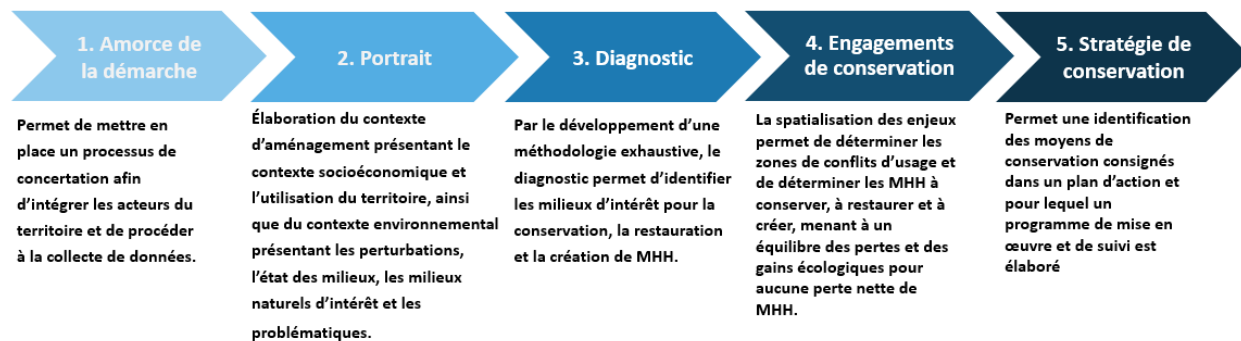 1. Amorce de
la démarche
2. Portrait
3. Diagnostic
4. Engagements
de conservation
5. Stratégie de
conservation
Permet de mettre en
place un processus de
concertation afin
d’intégrer les acteurs du
territoire et de procéder
à la collecte de données.
Élaboration du contexte
d’aménagement présentant le
contexte socioéconomique et
l’utilisation du territoire, ainsi
que du contexte environnemental
présentant les perturbations,
l’état des milieux, les milieux
naturels d’intérêt et les
problématiques.
Par le développement d’une
méthodologie exhaustive, le
diagnostic permet d’identifier
les milieux d’intérêt pour la
conservation, la restauration
et la création de MHH.
La spatialisation des enjeux
permet de déterminer les
zones de conflits d’usage et
de déterminer les MHH à
conserver, à restaurer et à
créer, menant à un
équilibre des pertes et des
gains écologiques pour
aucune perte nette de
MHH.
Permet une identification
des moyens de
conservation consignés
dans un plan d’action et
pour lequel un
programme de mise en
œuvre et de suivi est
élaboré